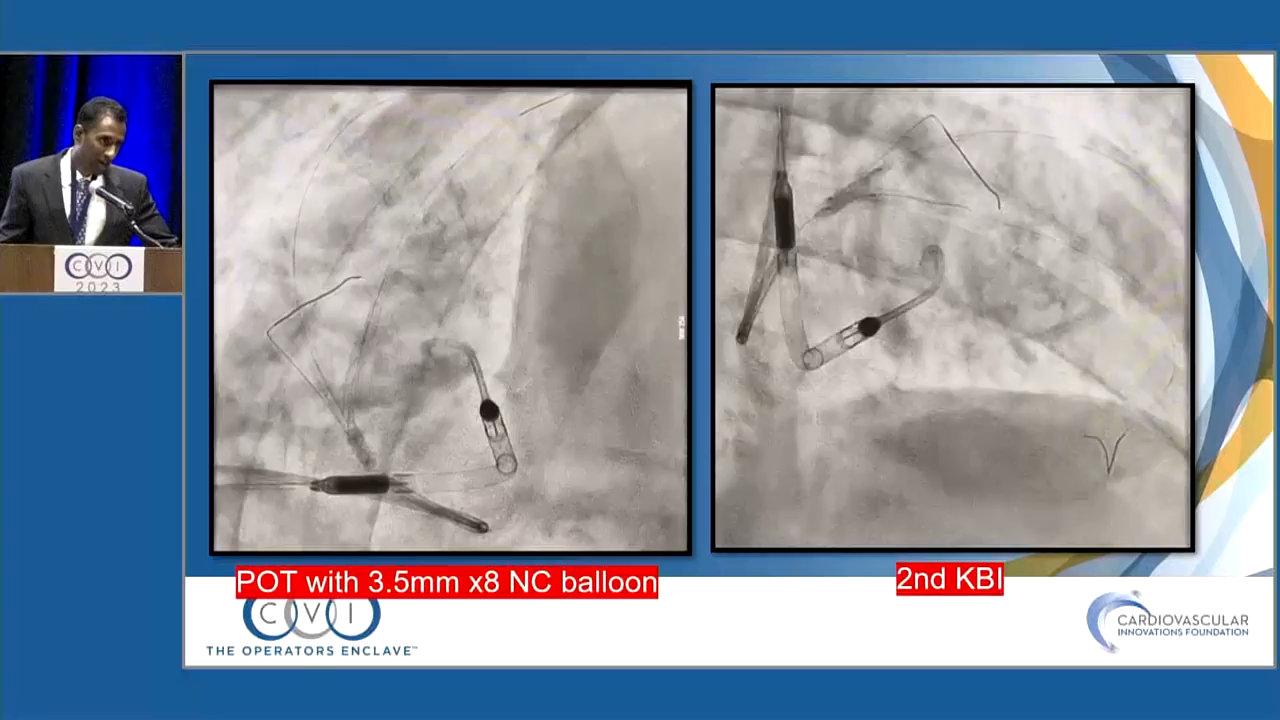 CVI
2023
POT with 3.5mm x8 NC balloon
2nd KBI
CVI
THE OPERATORS ENCLAVE™
CARDIOVASCULAR
INNOVATIONS FOUNDATION